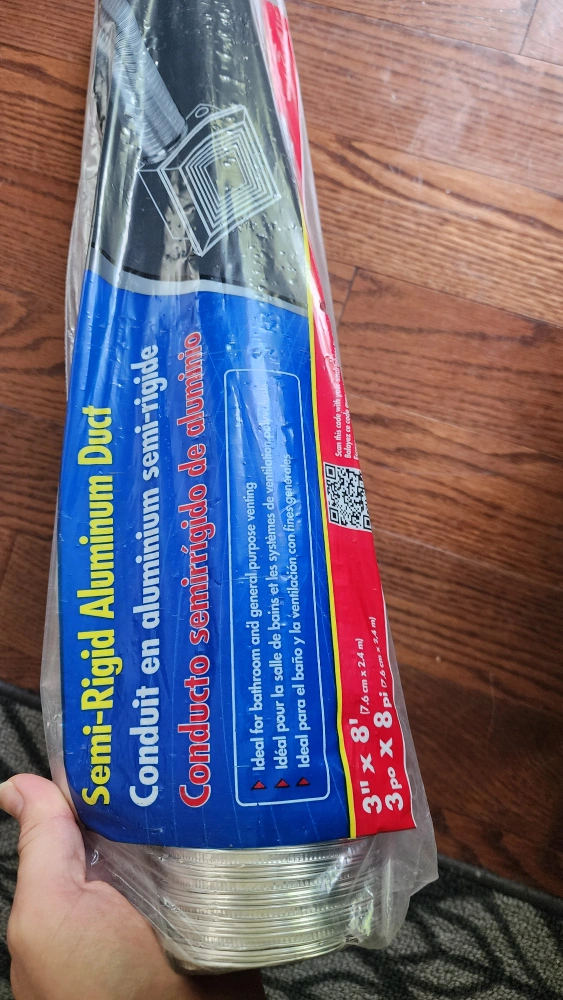 Semi-Rigid Aluminum Duct
Conduit en aluminium semi-rigide
Conducto semirrígido de aluminio
Ideal for bathroom and general purpose venting
Idéal pour la salle de bains et les systèmes de ventilation
Ideal para el baño y la ventilación con fines generales
Scan this code with your
Balayez ce code
3" x 8' (7,6 cm x 2.4 m)
3 po x 8 pi (7,6 cm x 2,4 m)